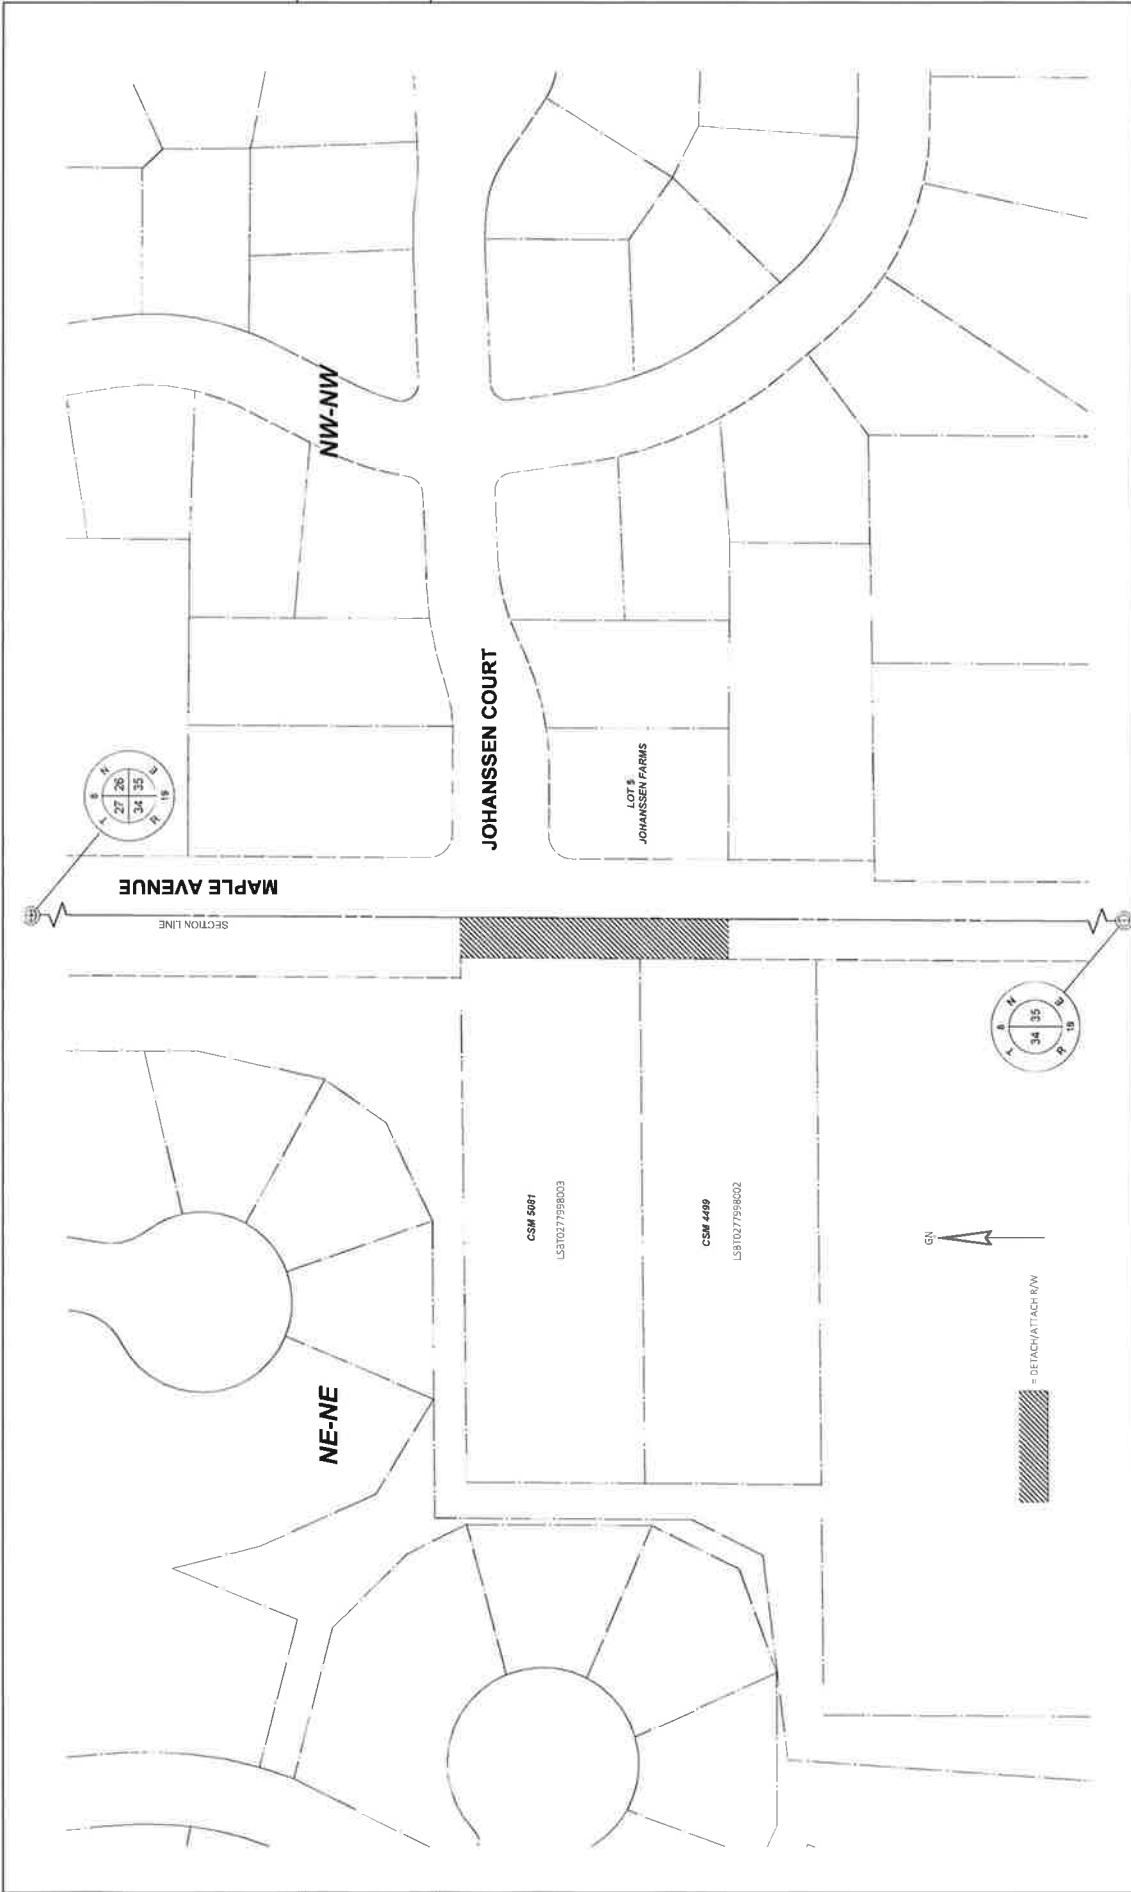 NW-NW
T 8 N
27 26
34 35
R 19 E
MAPLE AVENUE
SECTION LINE
JOHANSSEN COURT
LOT 5
JOHANSSEN FARMS
T 8 N
34 35
R 19 E
CSM 5081
LSBT0277998003
CSM 4499
LSBT0277998002
NE-NE
GN
= DETACH/ATTACH R/W